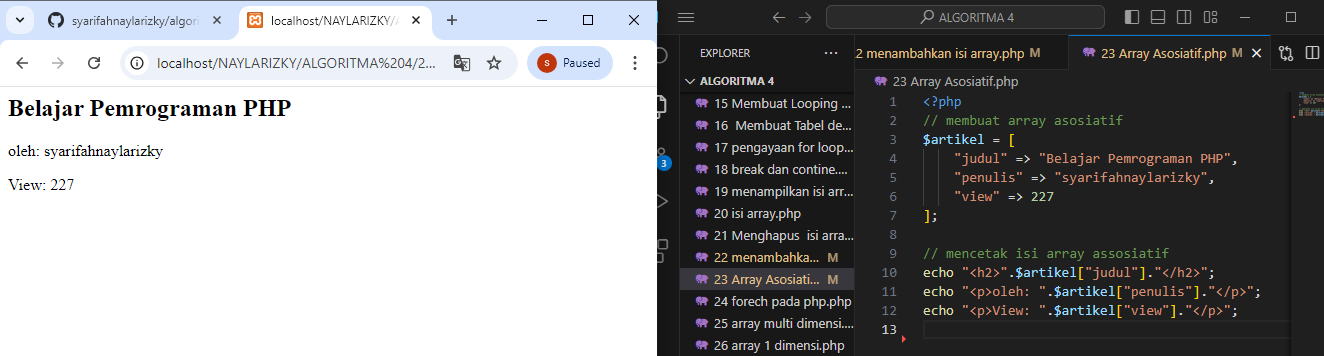 syarifahnaylarizky/algori
localhost/NAYLARIZKY/A
localhost/NAYLARIZKY/ALGORITMA%204/2...
S
Paused
Belajar Pemrograman PHP
oleh: syarifahnaylarizky
View: 227
ALGORITMA 4
EXPLORER
ALGORITMA 4
15 Membuat Looping ...
16  Membuat Tabel de...
17 pengayaan for loop...
18 break dan contine....
19 menampilkan isi arr...
20 isi array.php
21 Menghapus  isi arra...
22 menambahka... M
23 Array Asosiati... M
24 forech pada php.php
25 array multi dimensi....
26 array 1 dimensi.php
3
2 menambahkan isi array.php M
23 Array Asosiatif.php M
23 Array Asosiatif.php
1 <?php
2 // membuat array asosiatif
3 $artikel = [
4     "judul" => "Belajar Pemrograman PHP",
5     "penulis" => "syarifahnaylarizky",
6     "view" => 227
7 ];
8
9 // mencetak isi array assosiatif
10 echo "<h2>".$artikel["judul"]."</h2>";
11 echo "<p>oleh: ".$artikel["penulis"]."</p>";
12 echo "<p>View: ".$artikel["view"]."</p>";
13